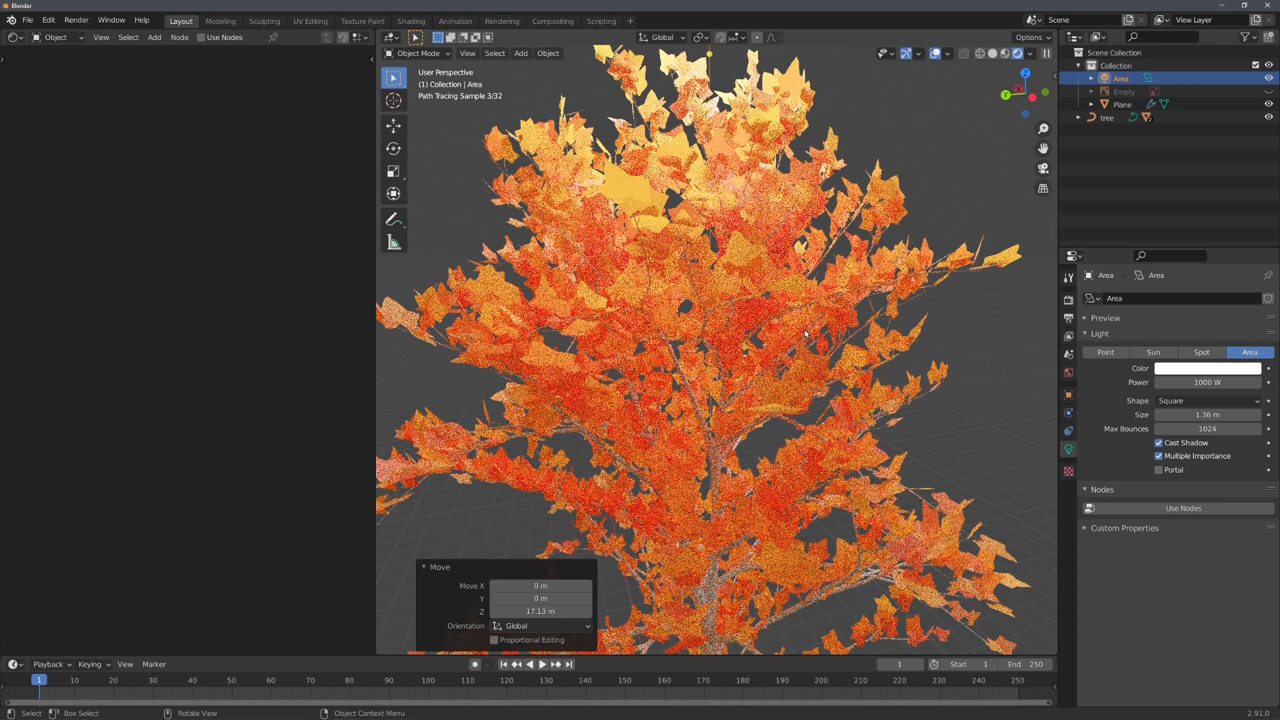 Blender
File Edit Render Window Help
Layout Modeling Sculpting UV Editing Texture Paint Shading Animation Rendering Compositing Scripting +
Scene
View Layer
Object View Select Add Node Use Nodes
Global
Options
Object Mode View Select Add Object
User Perspective
(1) Collection | Area
Path Tracing Sample 3/32
Z
Y
X
Scene Collection
Collection
Area
Empty
Plane
tree
2
Area Area
Area
Preview
Light
Point Sun Spot Area
Color
Power 1000 W
Shape Square
Size 1.36 m
Max Bounces 1024
Cast Shadow
Multiple Importance
Portal
Nodes
Use Nodes
Custom Properties
Move
Move X 0 m
Y 0 m
Z 17.13 m
Orientation Global
Proportional Editing
Playback Keying View Marker
1 Start 1 End 250
1 10 20 30 40 50 60 70 80 90 100 110 120 130 140 150 160 170 180 190 200 210 220 230 240 250
Select Box Select Rotate View Object Context Menu
2.91.0